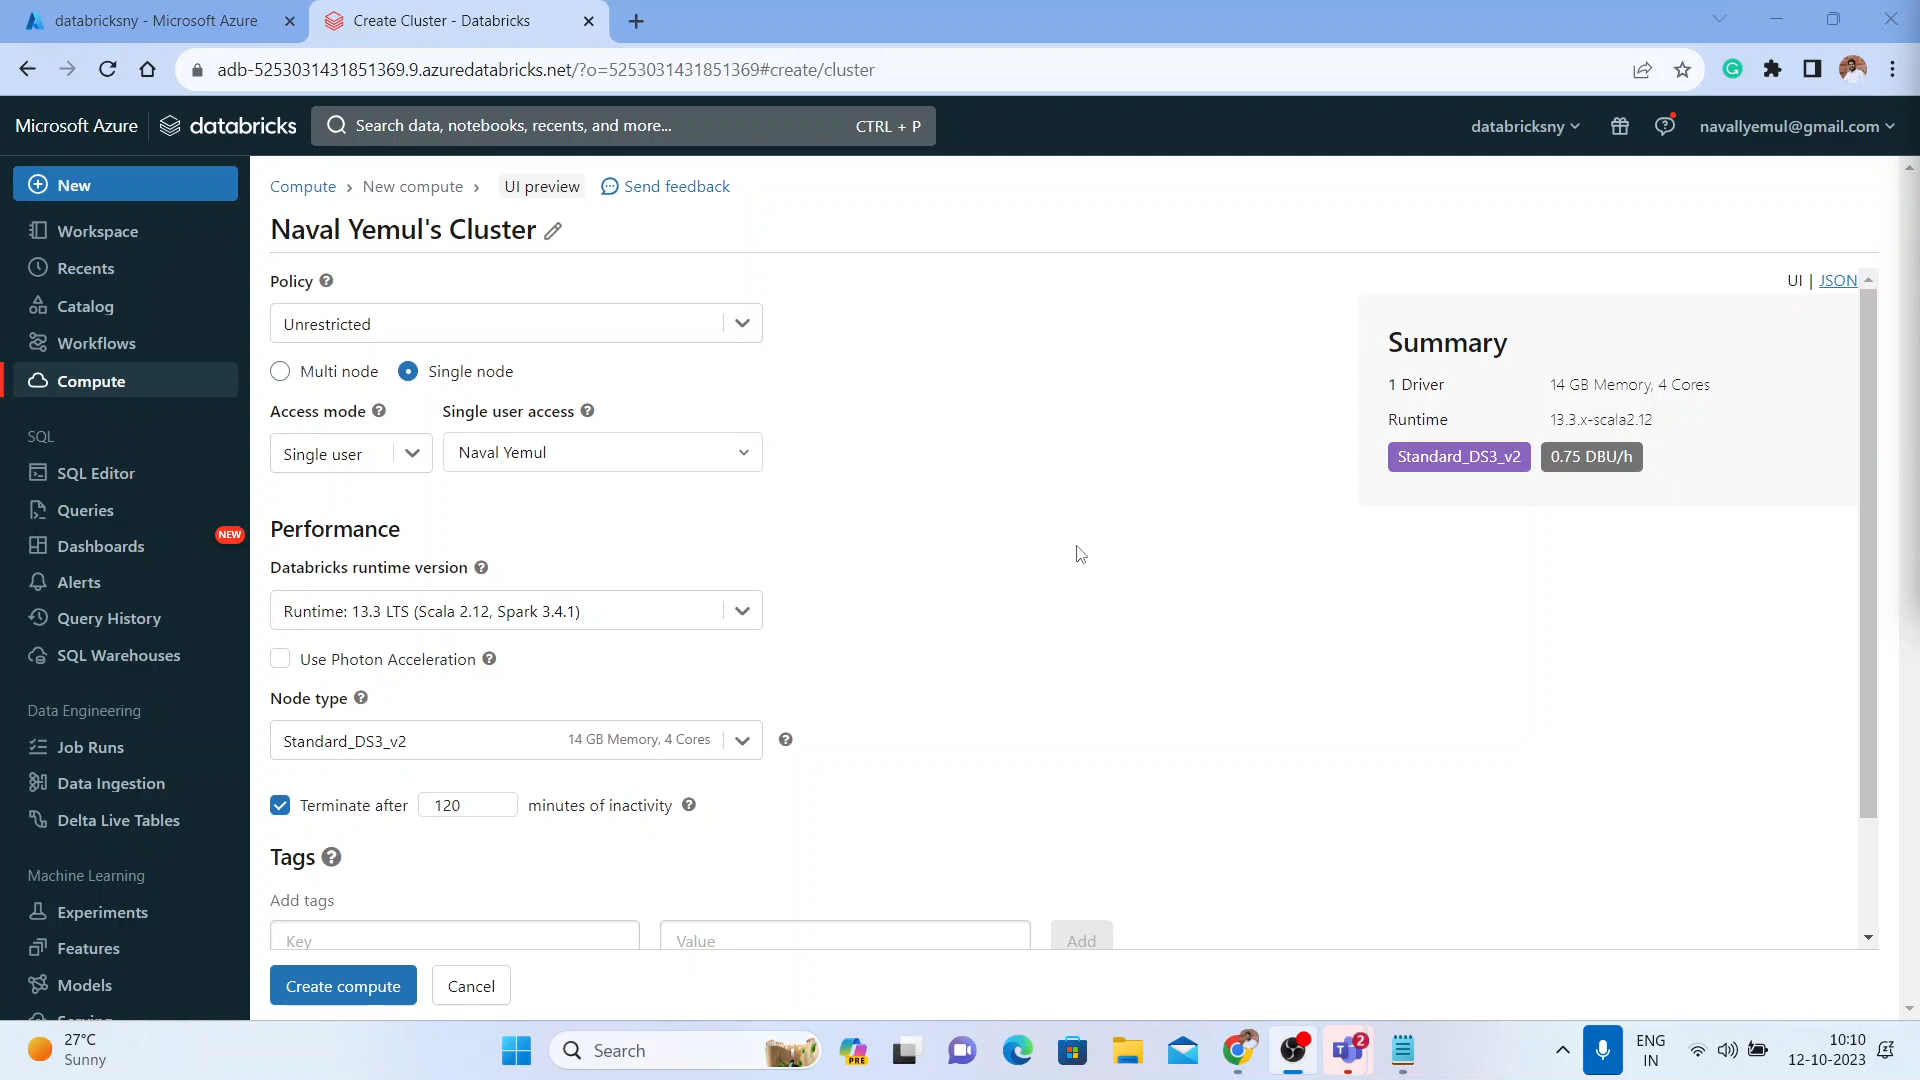 databricksny - Microsoft Azure
Create Cluster - Databricks
adb-5253031431851369.9.azuredatabricks.net/?o=5253031431851369#create/cluster
Microsoft Azure
databricks
Search data, notebooks, recents, and more...
CTRL + P
databricksny
navallyemul@gmail.com
New
Workspace
Recents
Catalog
Workflows
Compute
SQL
SQL Editor
Queries
Dashboards
NEW
Alerts
Query History
SQL Warehouses
Data Engineering
Job Runs
Data Ingestion
Delta Live Tables
Machine Learning
Experiments
Features
Models
Serving
Compute › New compute › UI preview Send feedback
Naval Yemul's Cluster
Policy
Unrestricted
Multi node Single node
Access mode Single user access
Single user Naval Yemul
Performance
Databricks runtime version
Runtime: 13.3 LTS (Scala 2.12, Spark 3.4.1)
Use Photon Acceleration
Node type
Standard_DS3_v2 14 GB Memory, 4 Cores
Terminate after 120 minutes of inactivity
Tags
Add tags
Key Value Add
Create compute Cancel
UI | JSON
Summary
1 Driver 14 GB Memory, 4 Cores
Runtime 13.3.x-scala2.12
Standard_DS3_v2 0.75 DBU/h
27°C
Sunny
Search
PRE
2
ENG
IN
10:10
12-10-2023